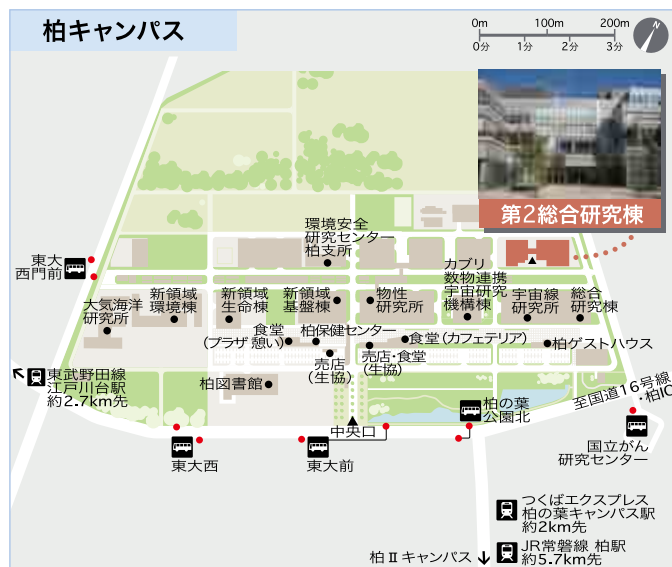 柏キャンパス
0m 100m 200m
0分 1分 2分 3分
N
第2総合研究棟
環境安全
研究センター
柏支所
東大
西門前
カブリ
数物連携
宇宙研究
機構棟
大気海洋
研究所
新領域
環境棟
新領域
生命棟
新領域
基盤棟
物性
研究所
宇宙線
研究所
総合
研究棟
食堂
(プラザ 憩い)
柏保健センター
売店
(生協)
食堂(カフェテリア)
売店・食堂
(生協)
柏ゲストハウス
東武野田線
江戸川台駅
約2.7km先
柏図書館
中央口
柏の葉
公園北
至国道16号線
・柏IC
東大西
東大前
国立がん
研究センター
つくばエクスプレス
柏の葉キャンパス駅
約2km先
JR常磐線 柏駅
約5.7km先
柏Ⅱキャンパス